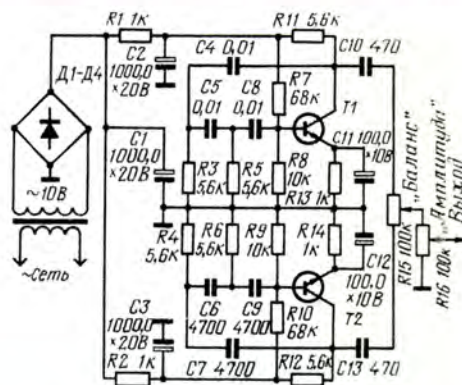 R1 1к
R11 5,6к
C4 0,01
C10 470
C2
1000,0
×20В
C5
0,01
C8
0,01
R7
68к
T1
Д1-Д4
C1
1000,0
×20В
C11 100,0
×10В
R3
5,6к
R5
5,6к
R8
10к
R13 1к
~10В
"Баланс"
"Амплитуда"
Выход
R4
5,6к
R6
5,6к
R9
10к
R14
1к
R15 100к
R16 100к
~сеть
C3
1000,0
×20В
C6
4700
C9
4700
R10
68к
C12
100,0
×10В
T2
C7 4700
R2 1к
R12 5,6к
C13 470